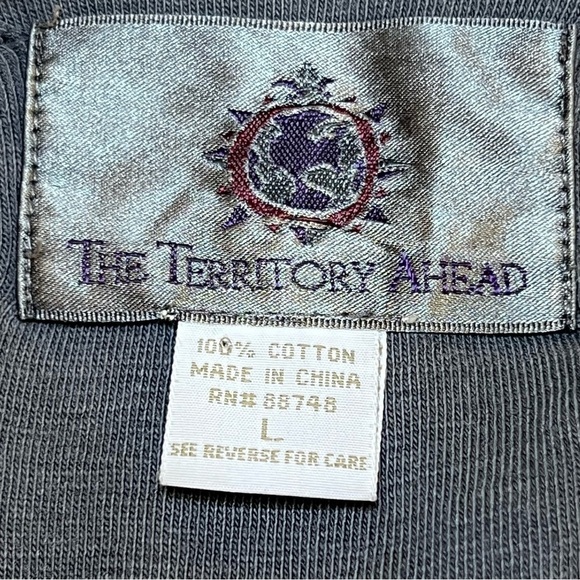 THE TERRITORY AHEAD
100% COTTON
MADE IN CHINA
RN# 88748
L
SEE REVERSE FOR CARE